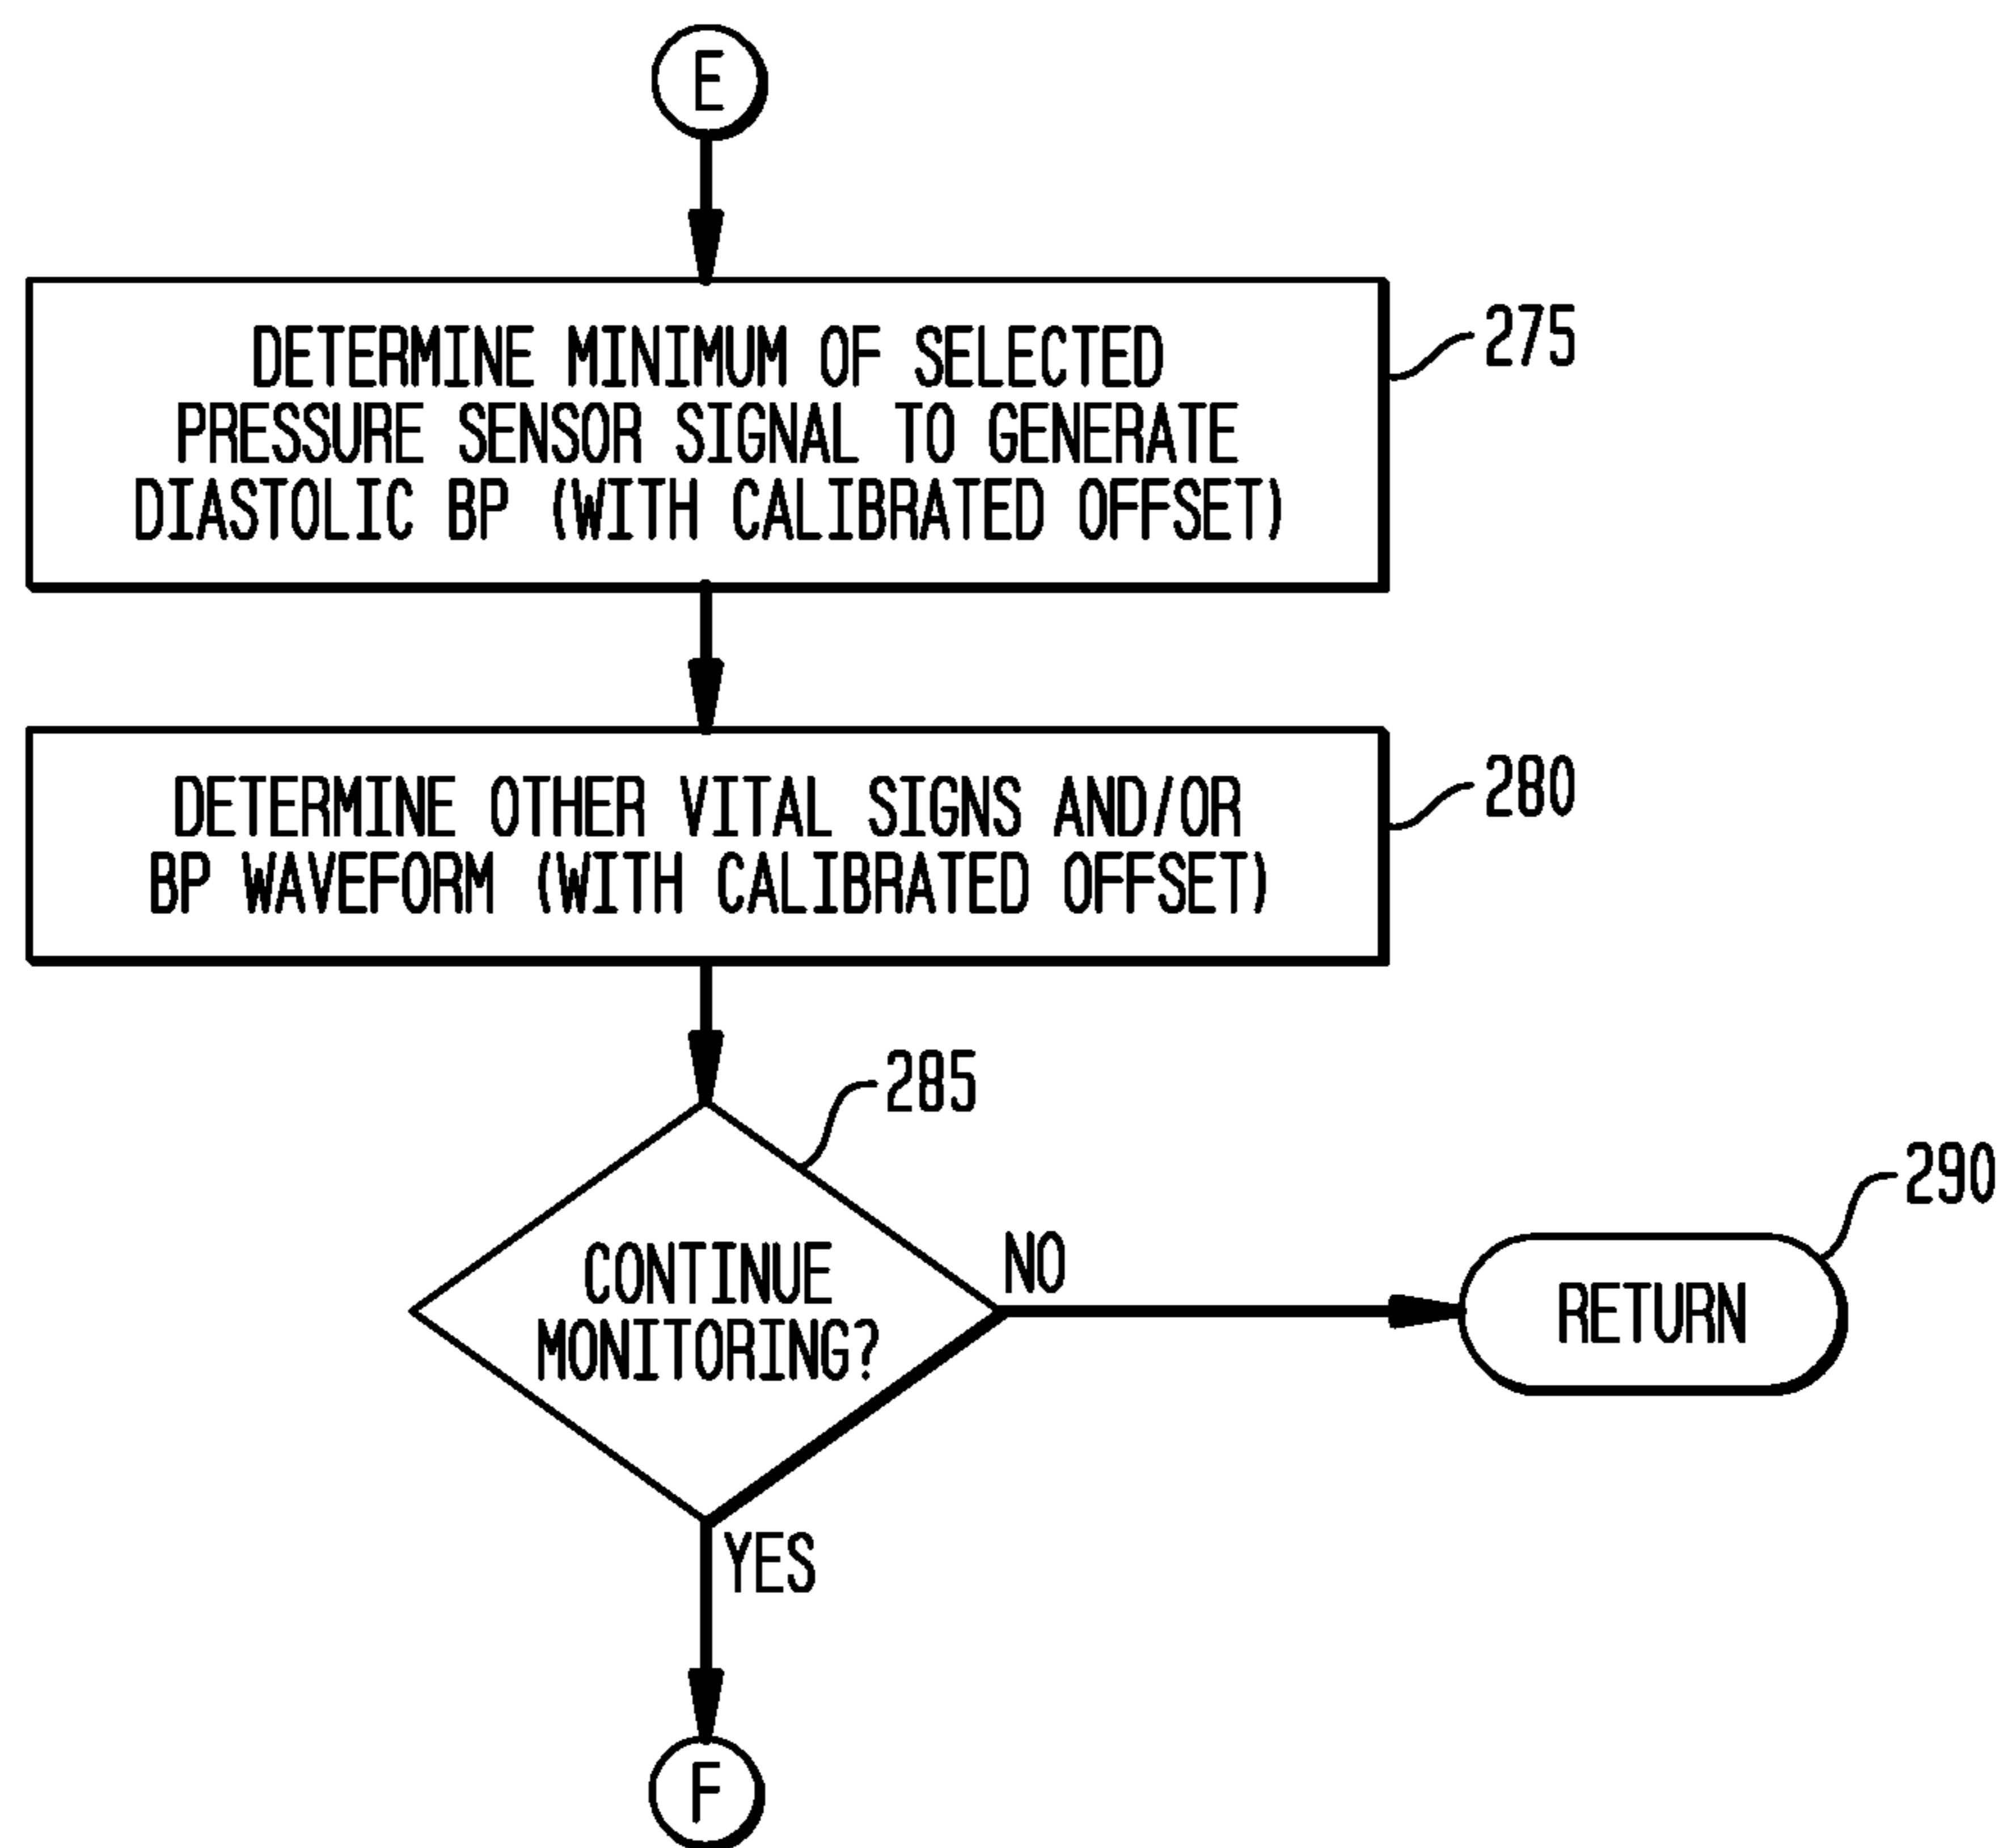 E
DETERMINE MINIMUM OF SELECTED
PRESSURE SENSOR SIGNAL TO GENERATE
DIASTOLIC BP (WITH CALIBRATED OFFSET)
275
DETERMINE OTHER VITAL SIGNS AND/OR
BP WAVEFORM (WITH CALIBRATED OFFSET)
280
285
CONTINUE
MONITORING?
NO
290
RETURN
YES
F